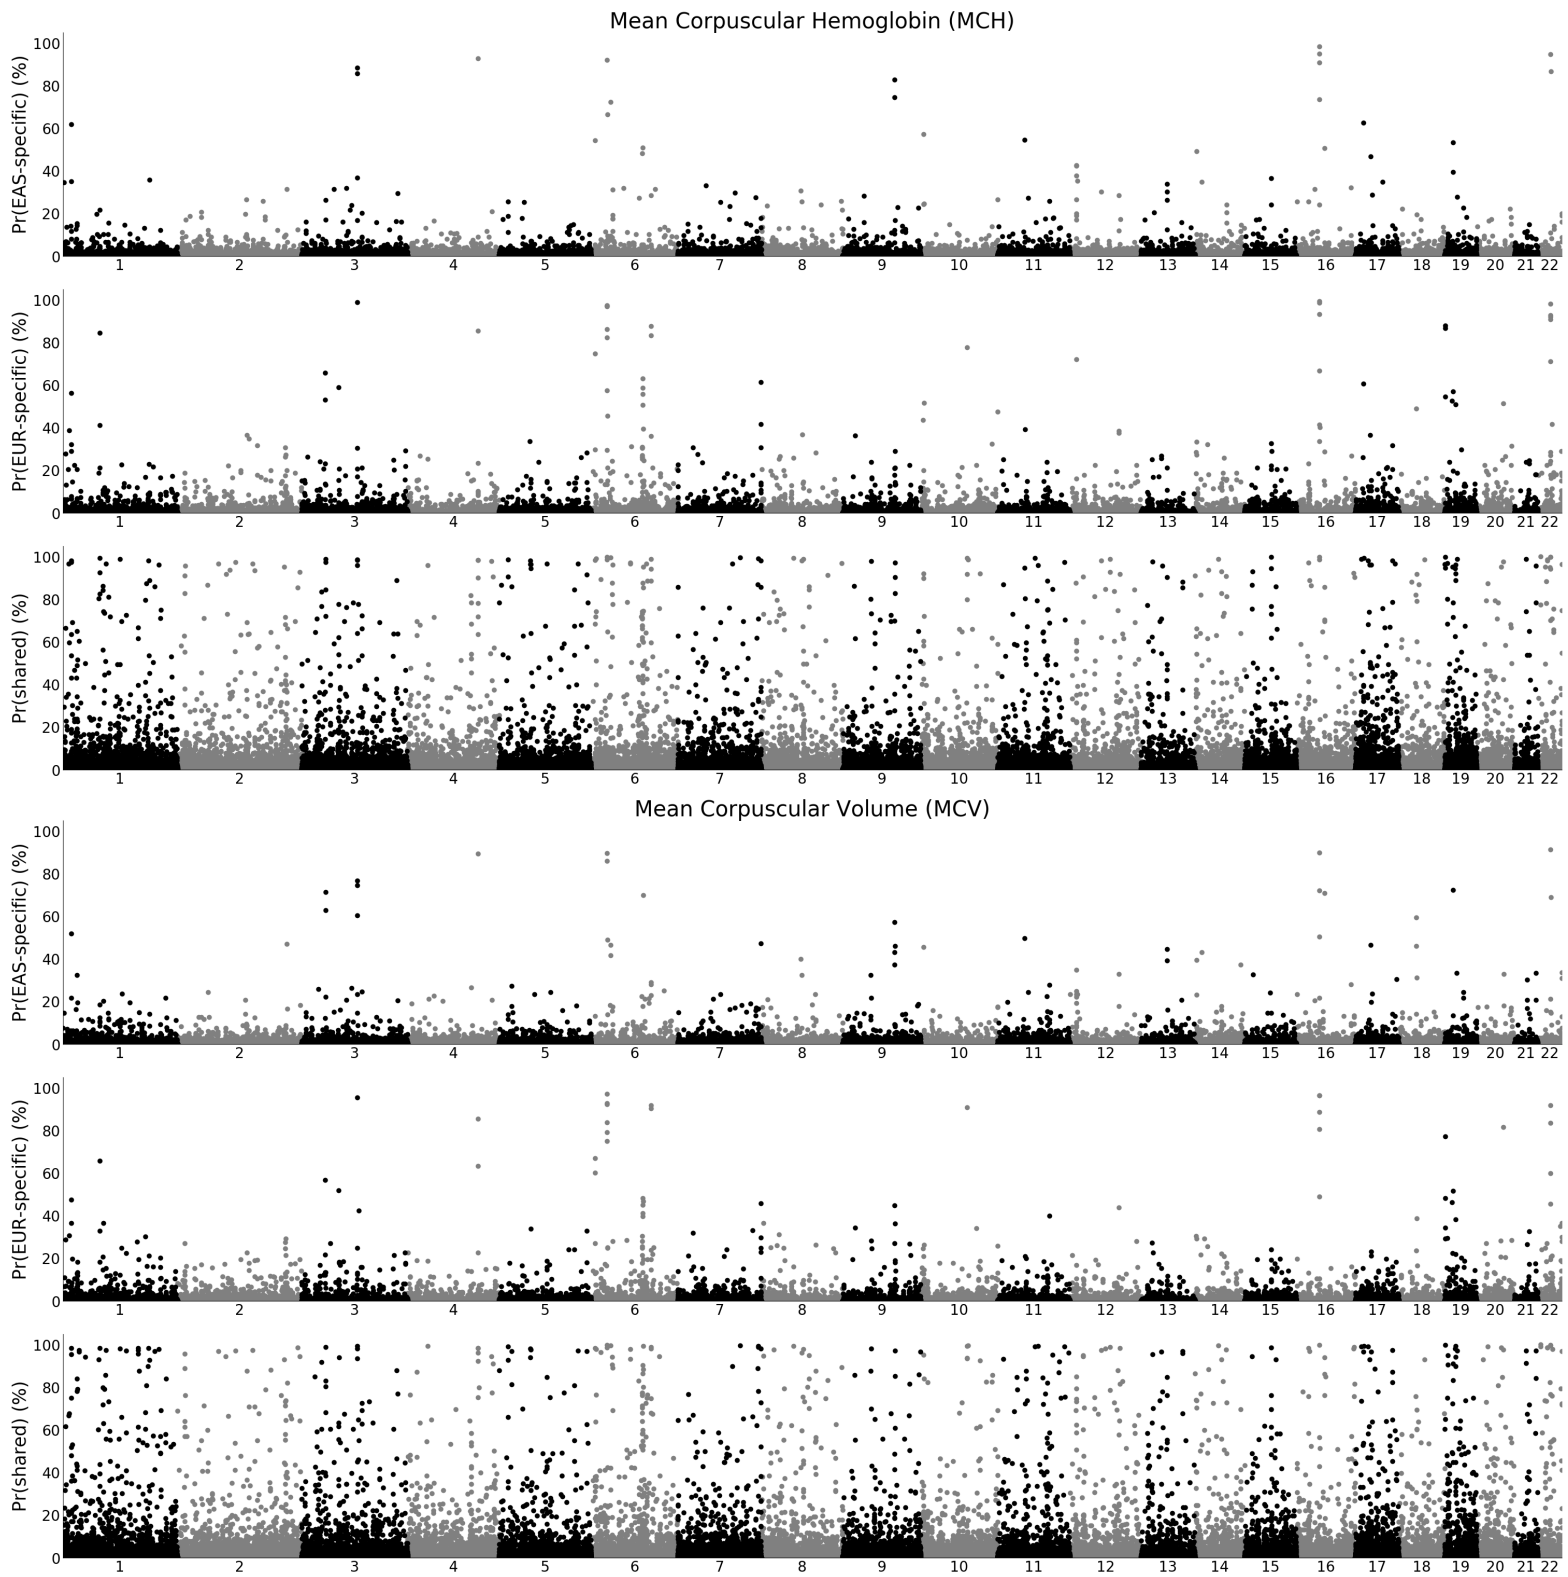 Mean Corpuscular Hemoglobin (MCH)
Pr(EAS-specific) (%)
100
80
60
40
20
0
1 2 3 4 5 6 7 8 9 10 11 12 13 14 15 16 17 18 19 20 21 22
Pr(EUR-specific) (%)
100
80
60
40
20
0
1 2 3 4 5 6 7 8 9 10 11 12 13 14 15 16 17 18 19 20 21 22
Pr(shared) (%)
100
80
60
40
20
0
1 2 3 4 5 6 7 8 9 10 11 12 13 14 15 16 17 18 19 20 21 22
Mean Corpuscular Volume (MCV)
Pr(EAS-specific) (%)
100
80
60
40
20
0
1 2 3 4 5 6 7 8 9 10 11 12 13 14 15 16 17 18 19 20 21 22
Pr(EUR-specific) (%)
100
80
60
40
20
0
1 2 3 4 5 6 7 8 9 10 11 12 13 14 15 16 17 18 19 20 21 22
Pr(shared) (%)
100
80
60
40
20
0
1 2 3 4 5 6 7 8 9 10 11 12 13 14 15 16 17 18 19 20 21 22